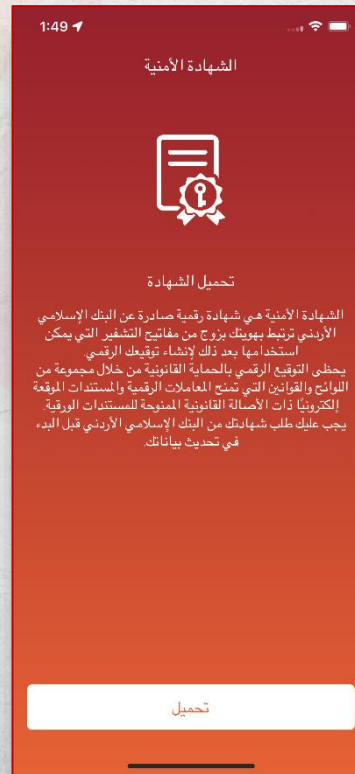 1:49
الشهادة الأمنية
تحميل الشهادة
الشهادة الأمنية هي شهادة رقمية صادرة عن البنك الإسلامي
الأردني ترتبط بهويتك بزوج من مفاتيح التشفير التي يمكن
استخدامها بعد ذلك لإنشاء توقيعك الرقمي.
يحظى التوقيع الرقمي بالحماية القانونية من خلال مجموعة من
اللوائح والقوانين التي تمنح المعاملات الرقمية والمستندات الموقعة
إلكترونيًا ذات الأصالة القانونية الممنوحة للمستندات الورقية.
يجب عليك طلب شهادتك من البنك الإسلامي الأردني قبل البدء
في تحديث بياناتك.
تحميل